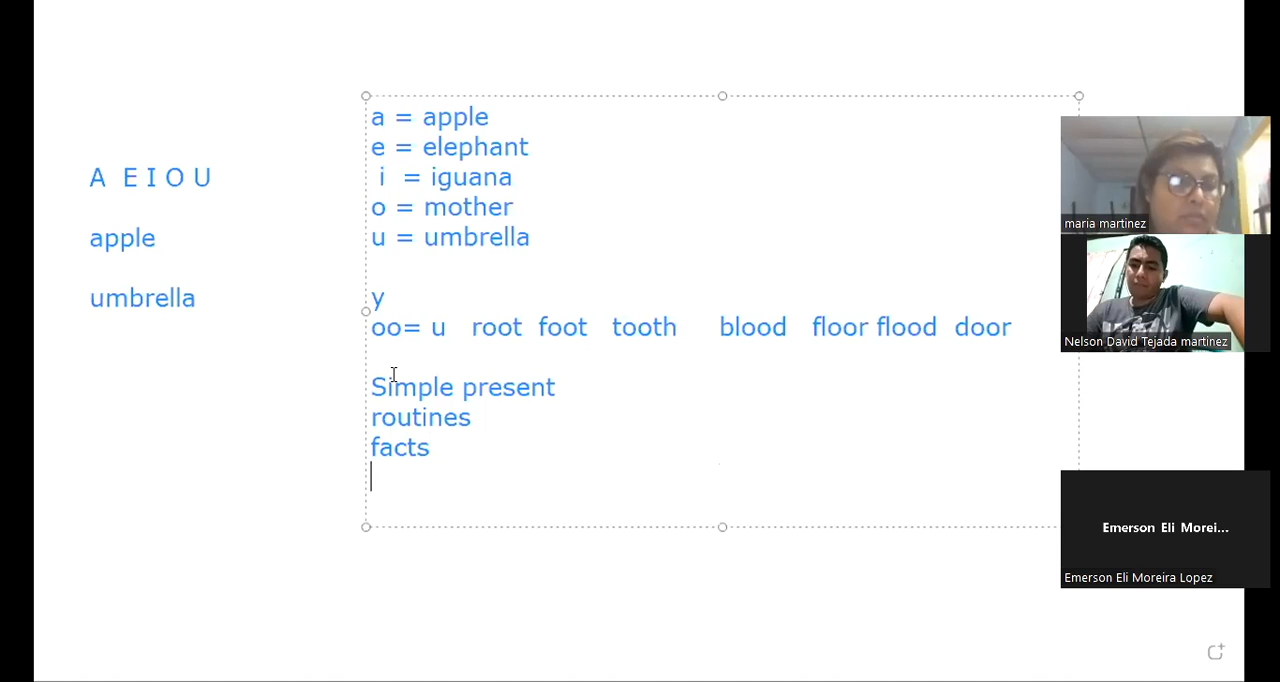 A E I O U
apple
umbrella
a = apple
e = elephant
i = iguana
o = mother
u = umbrella
y
oo= u root foot tooth blood floor flood door
Simple present
routines
facts
maria martinez
Nelson David Tejada martinez
Emerson Eli Morei...
Emerson Eli Moreira Lopez